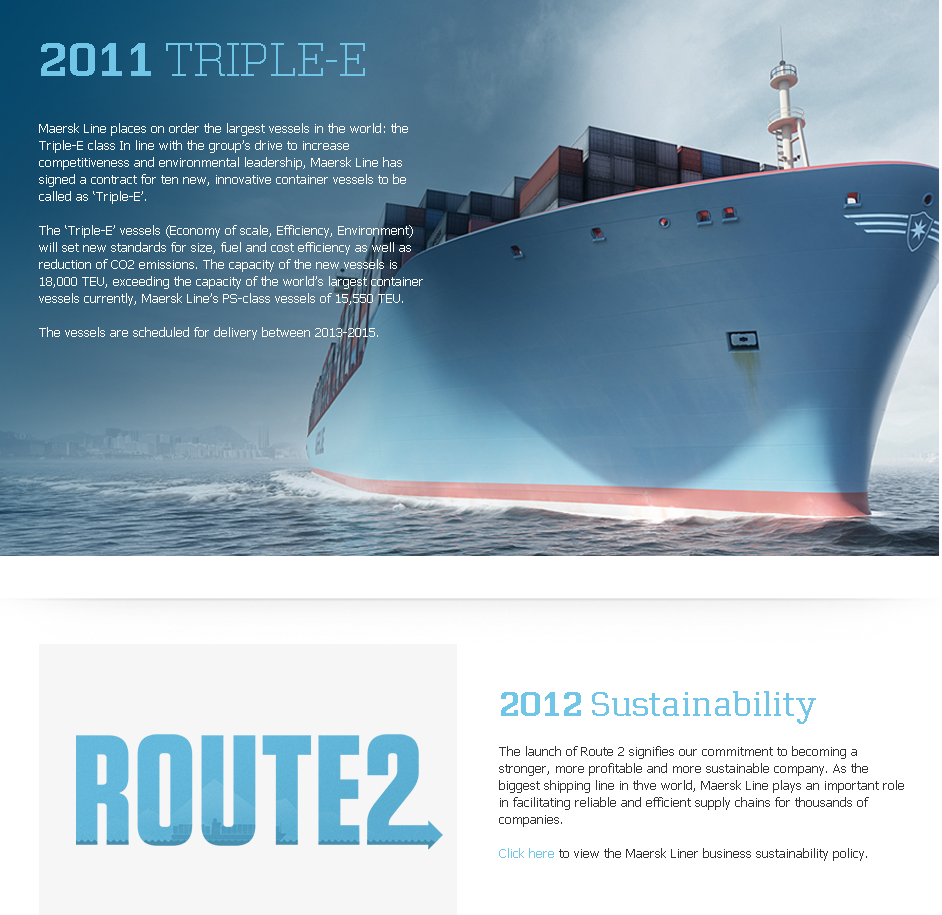 2011 TRIPLE-E
Maersk Line places on order the largest vessels in the world: the
Triple-E class In line with the group's drive to increase
competitiveness and environmental leadership, Maersk Line has
signed a contract for ten new, innovative container vessels to be
called as 'Triple-E'.
The 'Triple-E' vessels (Economy of scale, Efficiency, Environment)
will set new standards for size, fuel and cost efficiency as well as
reduction of CO2 emissions. The capacity of the new vessels is
18,000 TEU, exceeding the capacity of the world's largest container
vessels currently, Maersk Line's PS-class vessels of 15,550 TEU.
The vessels are scheduled for delivery between 2013-2015.
ROUTE2
2012 Sustainability
The launch of Route 2 signifies our commitment to becoming a
stronger, more profitable and more sustainable company. As the
biggest shipping line in thve world, Maersk Line plays an important role
in facilitating reliable and efficient supply chains for thousands of
companies.
Click here to view the Maersk Liner business sustainability policy.